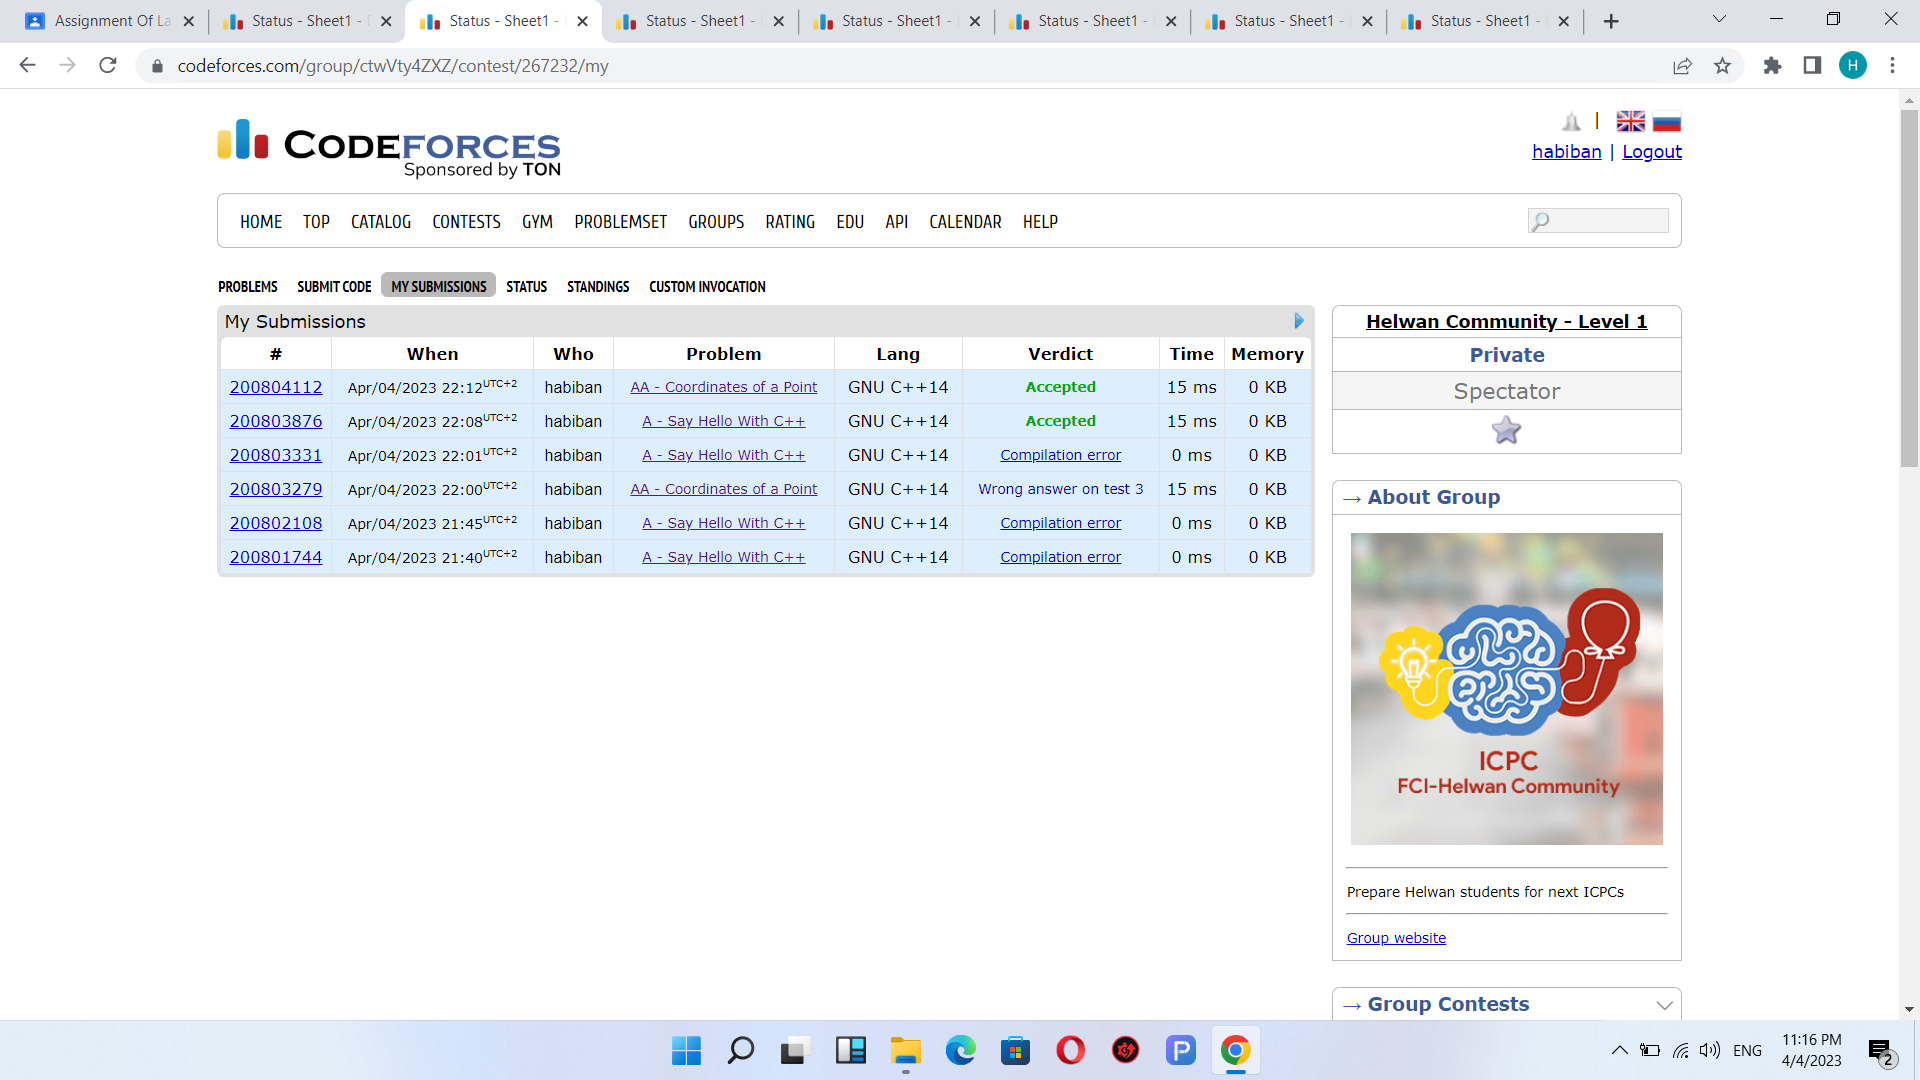 Assignment Of La
Status - Sheet1 -
Status - Sheet1 -
Status - Sheet1 -
Status - Sheet1 -
Status - Sheet1 -
Status - Sheet1 -
Status - Sheet1 -
codeforces.com/group/ctwVty4ZXZ/contest/267232/my
H
CODEFORCES
Sponsored by TON
habiban | Logout
HOME TOP CATALOG CONTESTS GYM PROBLEMSET GROUPS RATING EDU API CALENDAR HELP
PROBLEMS SUBMIT CODE MY SUBMISSIONS STATUS STANDINGS CUSTOM INVOCATION
My Submissions
# When Who Problem Lang Verdict Time Memory
200804112 Apr/04/2023 22:12 UTC+2 habiban AA - Coordinates of a Point GNU C++14 Accepted 15 ms 0 KB
200803876 Apr/04/2023 22:08 UTC+2 habiban A - Say Hello With C++ GNU C++14 Accepted 15 ms 0 KB
200803331 Apr/04/2023 22:01 UTC+2 habiban A - Say Hello With C++ GNU C++14 Compilation error 0 ms 0 KB
200803279 Apr/04/2023 22:00 UTC+2 habiban AA - Coordinates of a Point GNU C++14 Wrong answer on test 3 15 ms 0 KB
200802108 Apr/04/2023 21:45 UTC+2 habiban A - Say Hello With C++ GNU C++14 Compilation error 0 ms 0 KB
200801744 Apr/04/2023 21:40 UTC+2 habiban A - Say Hello With C++ GNU C++14 Compilation error 0 ms 0 KB
Helwan Community - Level 1
Private
Spectator
→ About Group
ICPC
FCI-Helwan Community
Prepare Helwan students for next ICPCs
Group website
→ Group Contests
ENG
11:16 PM
4/4/2023
2